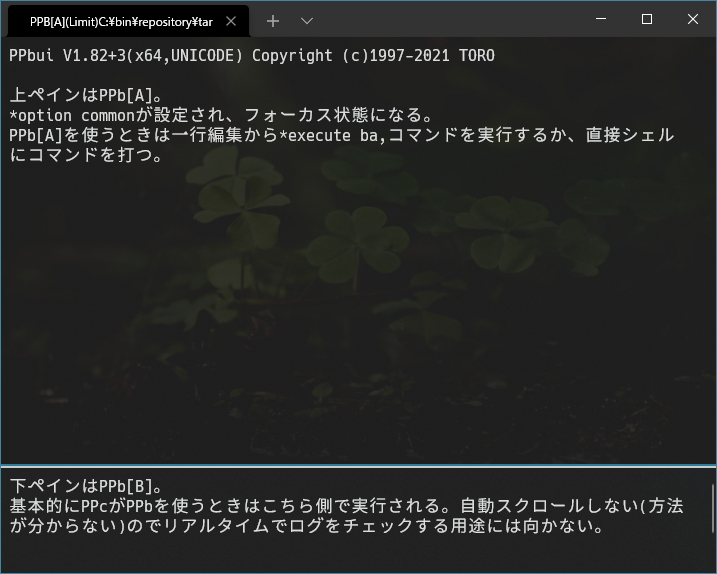 PPB[A](Limit)C:¥bin¥repository¥tar
PPbui V1.82+3(x64,UNICODE) Copyright (c)1997-2021 TORO
上ペインはPPb[A]。
*option commonが設定され、フォーカス状態になる。
PPb[A]を使うときは一行編集から*execute ba,コマンドを実行するか、直接シェル
にコマンドを打つ。
下ペインはPPb[B]。
基本的にPPcがPPbを使うときはこちら側で実行される。自動スクロールしない(方法
が分からない)のでリアルタイムでログをチェックする用途には向かない。